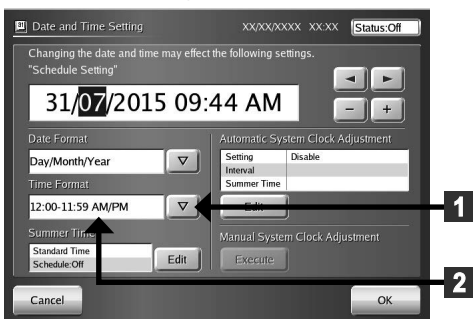 31 Date and Time Setting XX/XX/XXXX XX:XX Status:Off
Changing the date and time may effect the following settings.
"Schedule Setting"
31/07/2015 09:44 AM
- +
Date Format
Day/Month/Year
Time Format
12:00-11:59 AM/PM
Summer Time
Standard Time
Schedule:Off
Edit
Automatic System Clock Adjustment
Setting Disable
Interval
Summer Time
Edit
Manual System Clock Adjustment
Execute
Cancel
OK
1
2